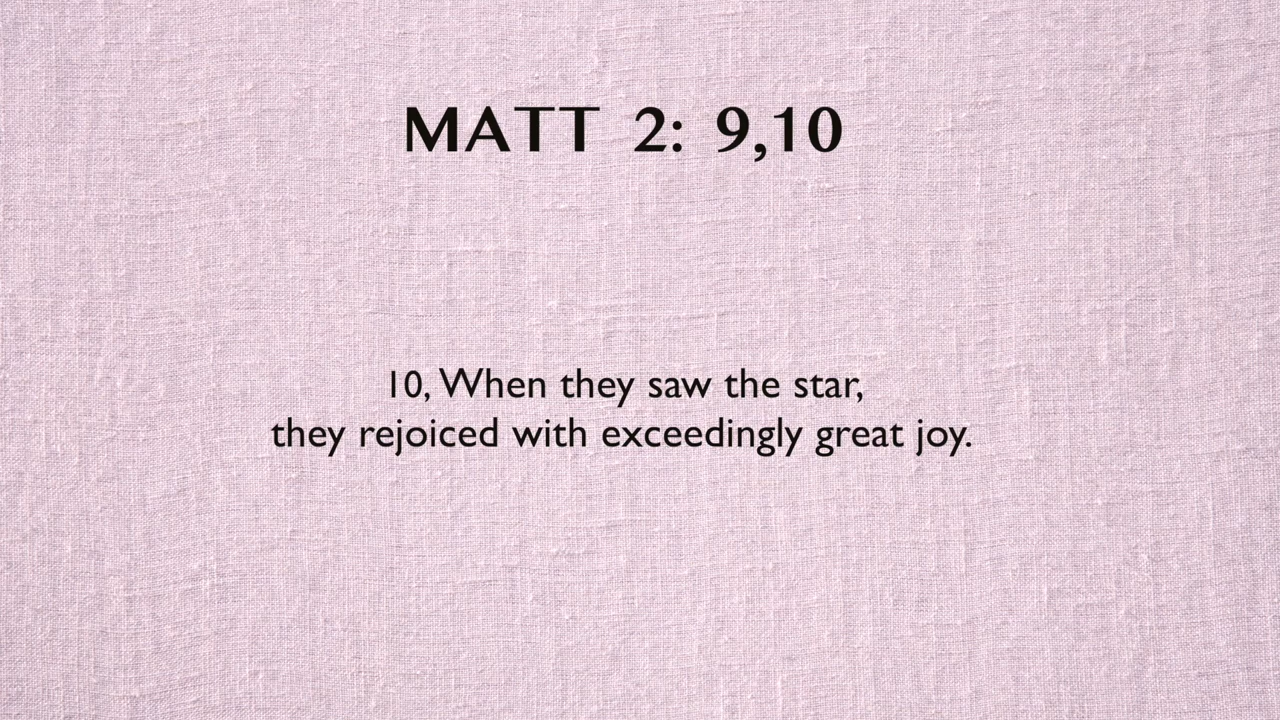 MATT 2: 9,10
10, When they saw the star,
they rejoiced with exceedingly great joy.